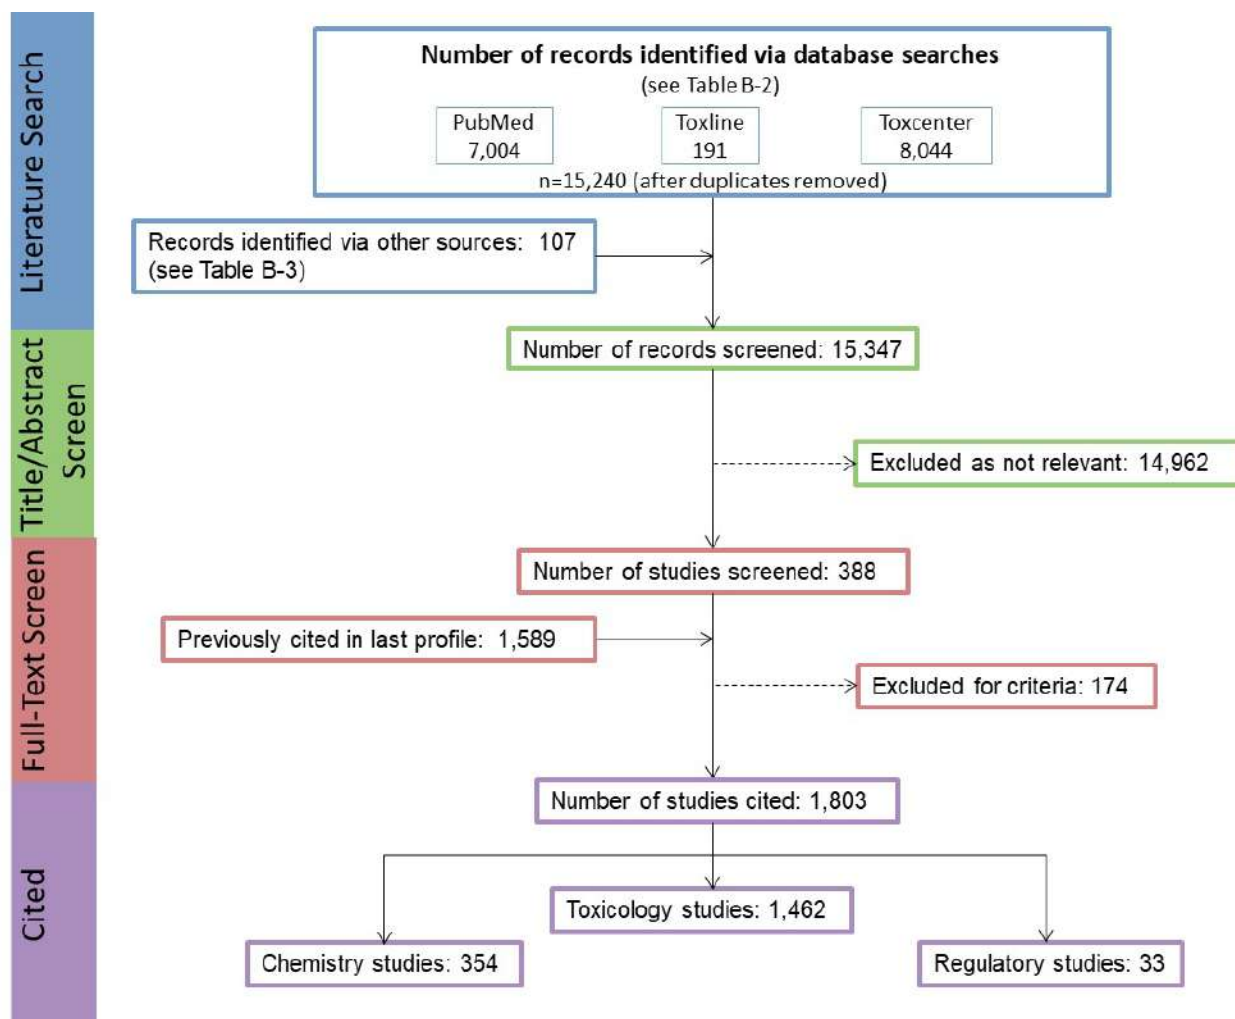 Literature Search
Number of records identified via database searches
(see Table B-2)
PubMed
7,004
Toxline
191
Toxcenter
8,044
n=15,240 (after duplicates removed)
Records identified via other sources: 107
(see Table B-3)
Title/Abstract
Screen
Number of records screened: 15,347
Excluded as not relevant: 14,962
Full-Text Screen
Number of studies screened: 388
Previously cited in last profile: 1,589
Excluded for criteria: 174
Cited
Number of studies cited: 1,803
Toxicology studies: 1,462
Chemistry studies: 354
Regulatory studies: 33